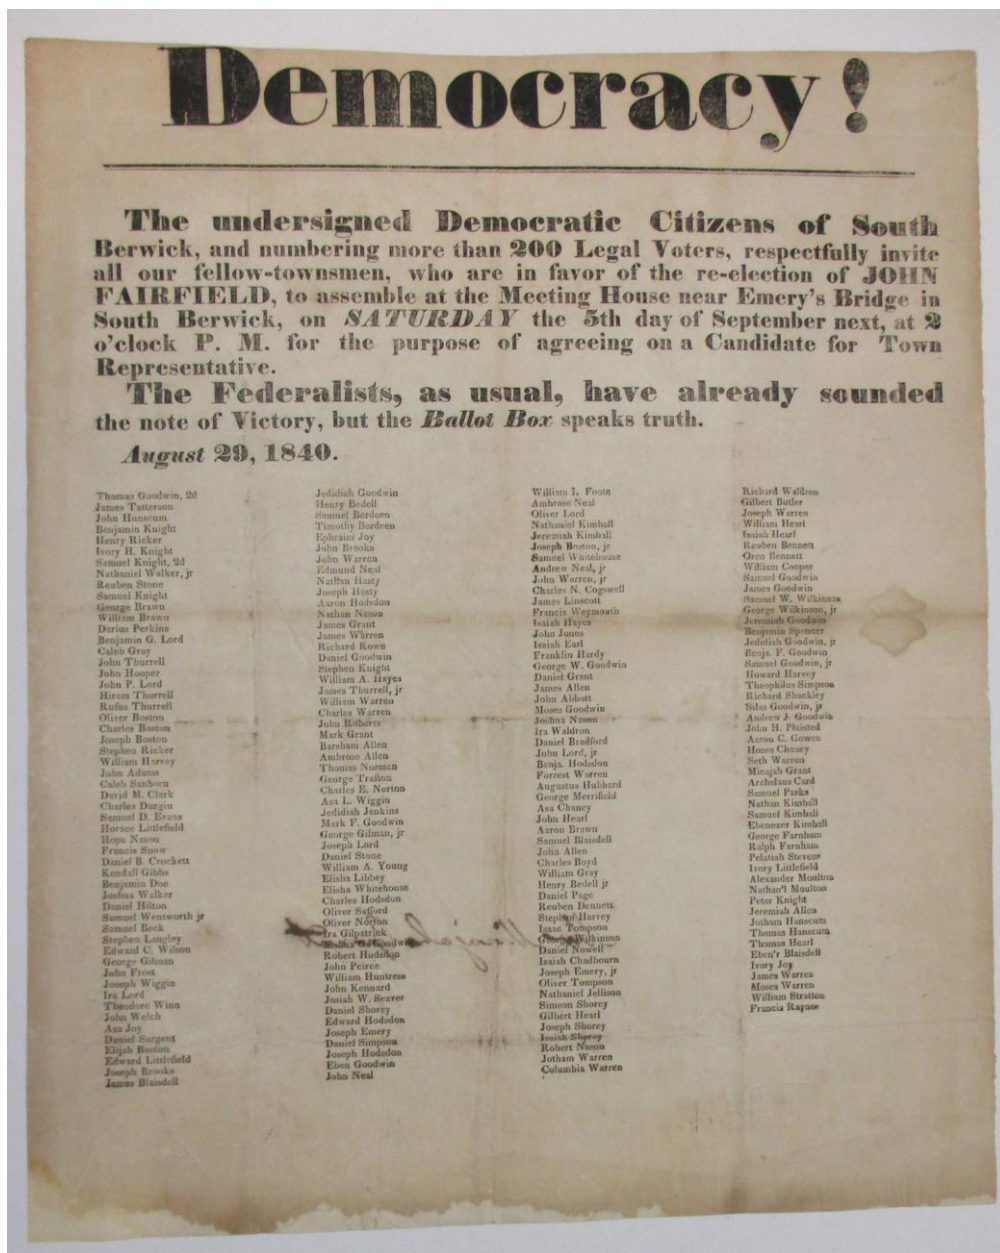 Democracy!
The undersigned Democratic Citizens of South
Berwick, and numbering more than 200 Legal Voters, respectfully invite
all our fellow-townsmen, who are in favor of the re-election of JOHN
FAIRFIELD, to assemble at the Meeting House near Emery's Bridge in
South Berwick, on SATURDAY the 5th day of September next, at 2
o'clock P. M. for the purpose of agreeing on a Candidate for Town
Representative.
The Federalists, as usual, have already sounded
the note of Victory, but the Ballot Box speaks truth.
August 29, 1840.
Thomas Goodwin, 2d
James Tatterson
John Hunscum
Benjamin Knight
Henry Ricker
Ivory H. Knight
Samuel Knight, 2d
Nathaniel Walker, jr
Reuben Stone
Samuel Knight
George Brawn
William Brawn
Darius Perkins
Benjamin G. Lord
Caleb Gray
John Thurrell
John Hooper
John P. Lord
Hiram Thurrell
Rufus Thurrell
Oliver Boston
Charles Boston
Joseph Boston
Stephen Ricker
William Harvey
John Adams
Caleb Sanborn
David M. Clark
Charles Durgin
Samuel D. Evans
Horace Littlefield
Hope Nason
Francis Snow
Daniel B. Crockett
Kendall Gibbs
Benjamin Doe
Joshua Walker
Daniel Hilton
Samuel Wentworth jr
Samuel Beck
Stephen Langley
Edward C. Wilson
George Gilman
John Frost
Joseph Wiggin
Ira Lord
Theodore Winn
John Welch
Asa Joy
Daniel Sargent
Elijah Boston
Edward Littlefield
Joseph Brooks
James Blaisdell
Jedidiah Goodwin
Henry Bedell
Samuel Bordeen
Timothy Bordeen
Ephraim Joy
John Brooks
John Warren
Edmund Neal
Nathan Hasty
Joseph Hasty
Aaron Hodsdon
Nathan Nason
James Grant
James Warren
Richard Rowe
Daniel Goodwin
Stephen Knight
William A. Hayes
James Thurrell, jr
William Warren
Charles Warren
John Roberts
Mark Grant
Barsham Allen
Ambrose Allen
Thomas Norman
George Trafton
Charles E. Norton
Asa L. Wiggin
Jedidiah Jenkins
Mark F. Goodwin
George Gilman, jr
Joseph Lord
Daniel Stone
William A. Young
Elisha Libbey
Elisha Whitehouse
Charles Hodsdon
Oliver Safford
Oliver Norton
Ira Gilpatrick
Goodwin
Robert Hodsdon
John Peirce
William Huntress
John Kennard
Josiah W. Seaver
Daniel Shorey
Edward Hodsdon
Joseph Emery
Daniel Simpson
Joseph Hodsdon
Eben Goodwin
John Neal
William L. Foote
Ambrose Neal
Oliver Lord
Nathaniel Kimball
Jeremiah Kimball
Joseph Boston, jr
Samuel Whitehouse
Andrew Neal, jr
John Warren, jr
Charles N. Cogswell
James Linscott
Francis Weymouth
Isaiah Hayes
John Jones
Isaiah Earl
Franklin Hardy
George W. Goodwin
Daniel Grant
James Allen
John Abbott
Moses Goodwin
Joshua Nason
Ira Waldron
Daniel Bradford
John Lord, jr
Benja. Hodsdon
Forrest Warren
Augustus Hubbard
George Merrifield
Asa Chaney
John Hearl
Aaron Brawn
Samuel Blaisdell
John Allen
Charles Boyd
William Gray
Henry Bedell jr
Daniel Page
Reuben Dennett
Stephen Harvey
Isaac Tompson
George Wilkinson
Daniel Nowell
Isaiah Chadbourn
Joseph Emery, jr
Oliver Tompson
Nathaniel Jellison
Simeon Shorey
Gilbert Hearl
Joseph Shorey
Isaiah Shorey
Robert Nason
Jotham Warren
Columbia Warren
Richard Waldron
Gilbert Butler
Joseph Warren
William Hearl
Isaiah Hearl
Reuben Bennett
Oren Bennett
William Cooper
Samuel Goodwin
James Goodwin
Samuel W. Wilkinson
George Wilkinson, jr
Jeremiah Goodwin
Benjamin Spencer
Jedidiah Goodwin, jr
Benja. F. Goodwin
Samuel Goodwin, jr
Howard Harvey
Theophilus Simpson
Richard Shackley
Silas Goodwin, jr
Andrew J. Goodwin
John H. Plaisted
Aaron C. Gowen
Hosea Chaney
Seth Warren
Micajah Grant
Archelaus Card
Samuel Parks
Nathan Kimball
Samuel Kimball
Ebenezer Kimball
George Farnham
Ralph Farnham
Pelatiah Stevens
Ivory Littlefield
Alexander Moulton
Nathan'l Moulton
Peter Knight
Jeremiah Allen
Jotham Hanscum
Thomas Hanscum
Thomas Hearl
Eben'r Blaisdell
Ivory Joy
James Warren
Moses Warren
William Stratton
Francis Raynes